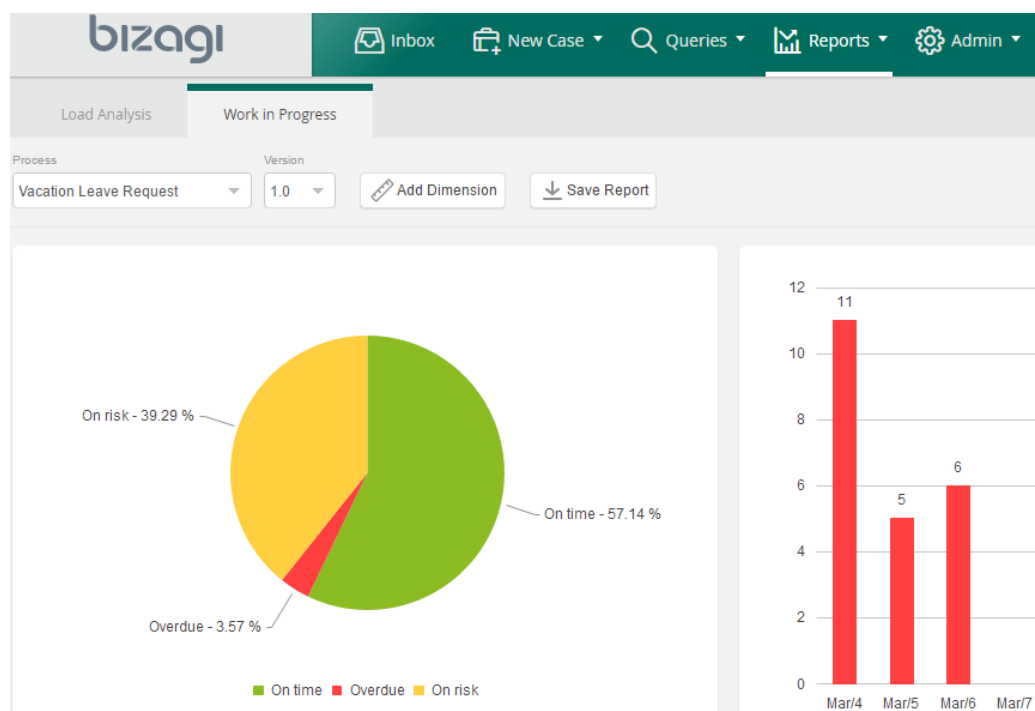 bizagi
Inbox
New Case
Queries
Reports
Admin
Load Analysis
Work in Progress
Process
Version
Vacation Leave Request
1.0
Add Dimension
Save Report
On risk - 39.29 %
On time - 57.14 %
Overdue - 3.57 %
On time
Overdue
On risk
12
11
10
8
6
6
5
4
2
0
Mar/4
Mar/5
Mar/6
Mar/7